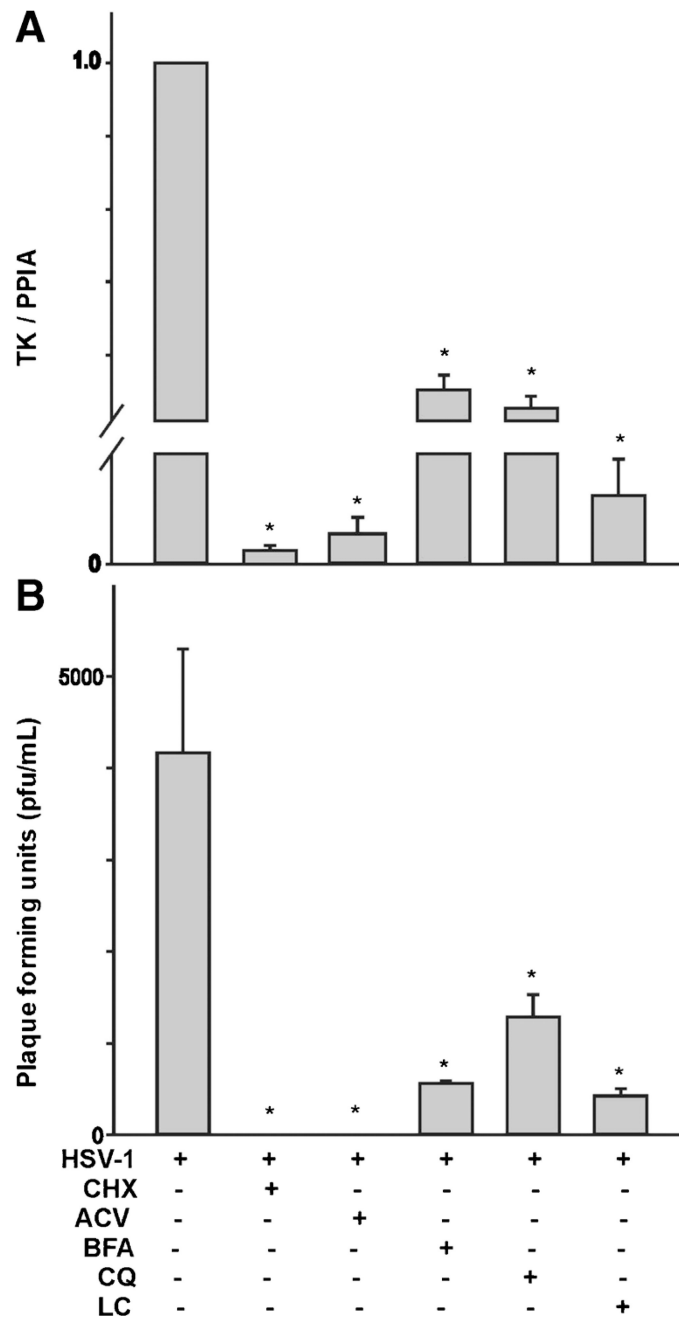 A
1.0
TK / PPIA
* * * * *
0
B
5000
Plaque forming units (pfu/mL)
* * * * *
0
HSV-1 + + + + + +
CHX - + - - - -
ACV - - + - - -
BFA - - - + - -
CQ - - - - + -
LC - - - - - +